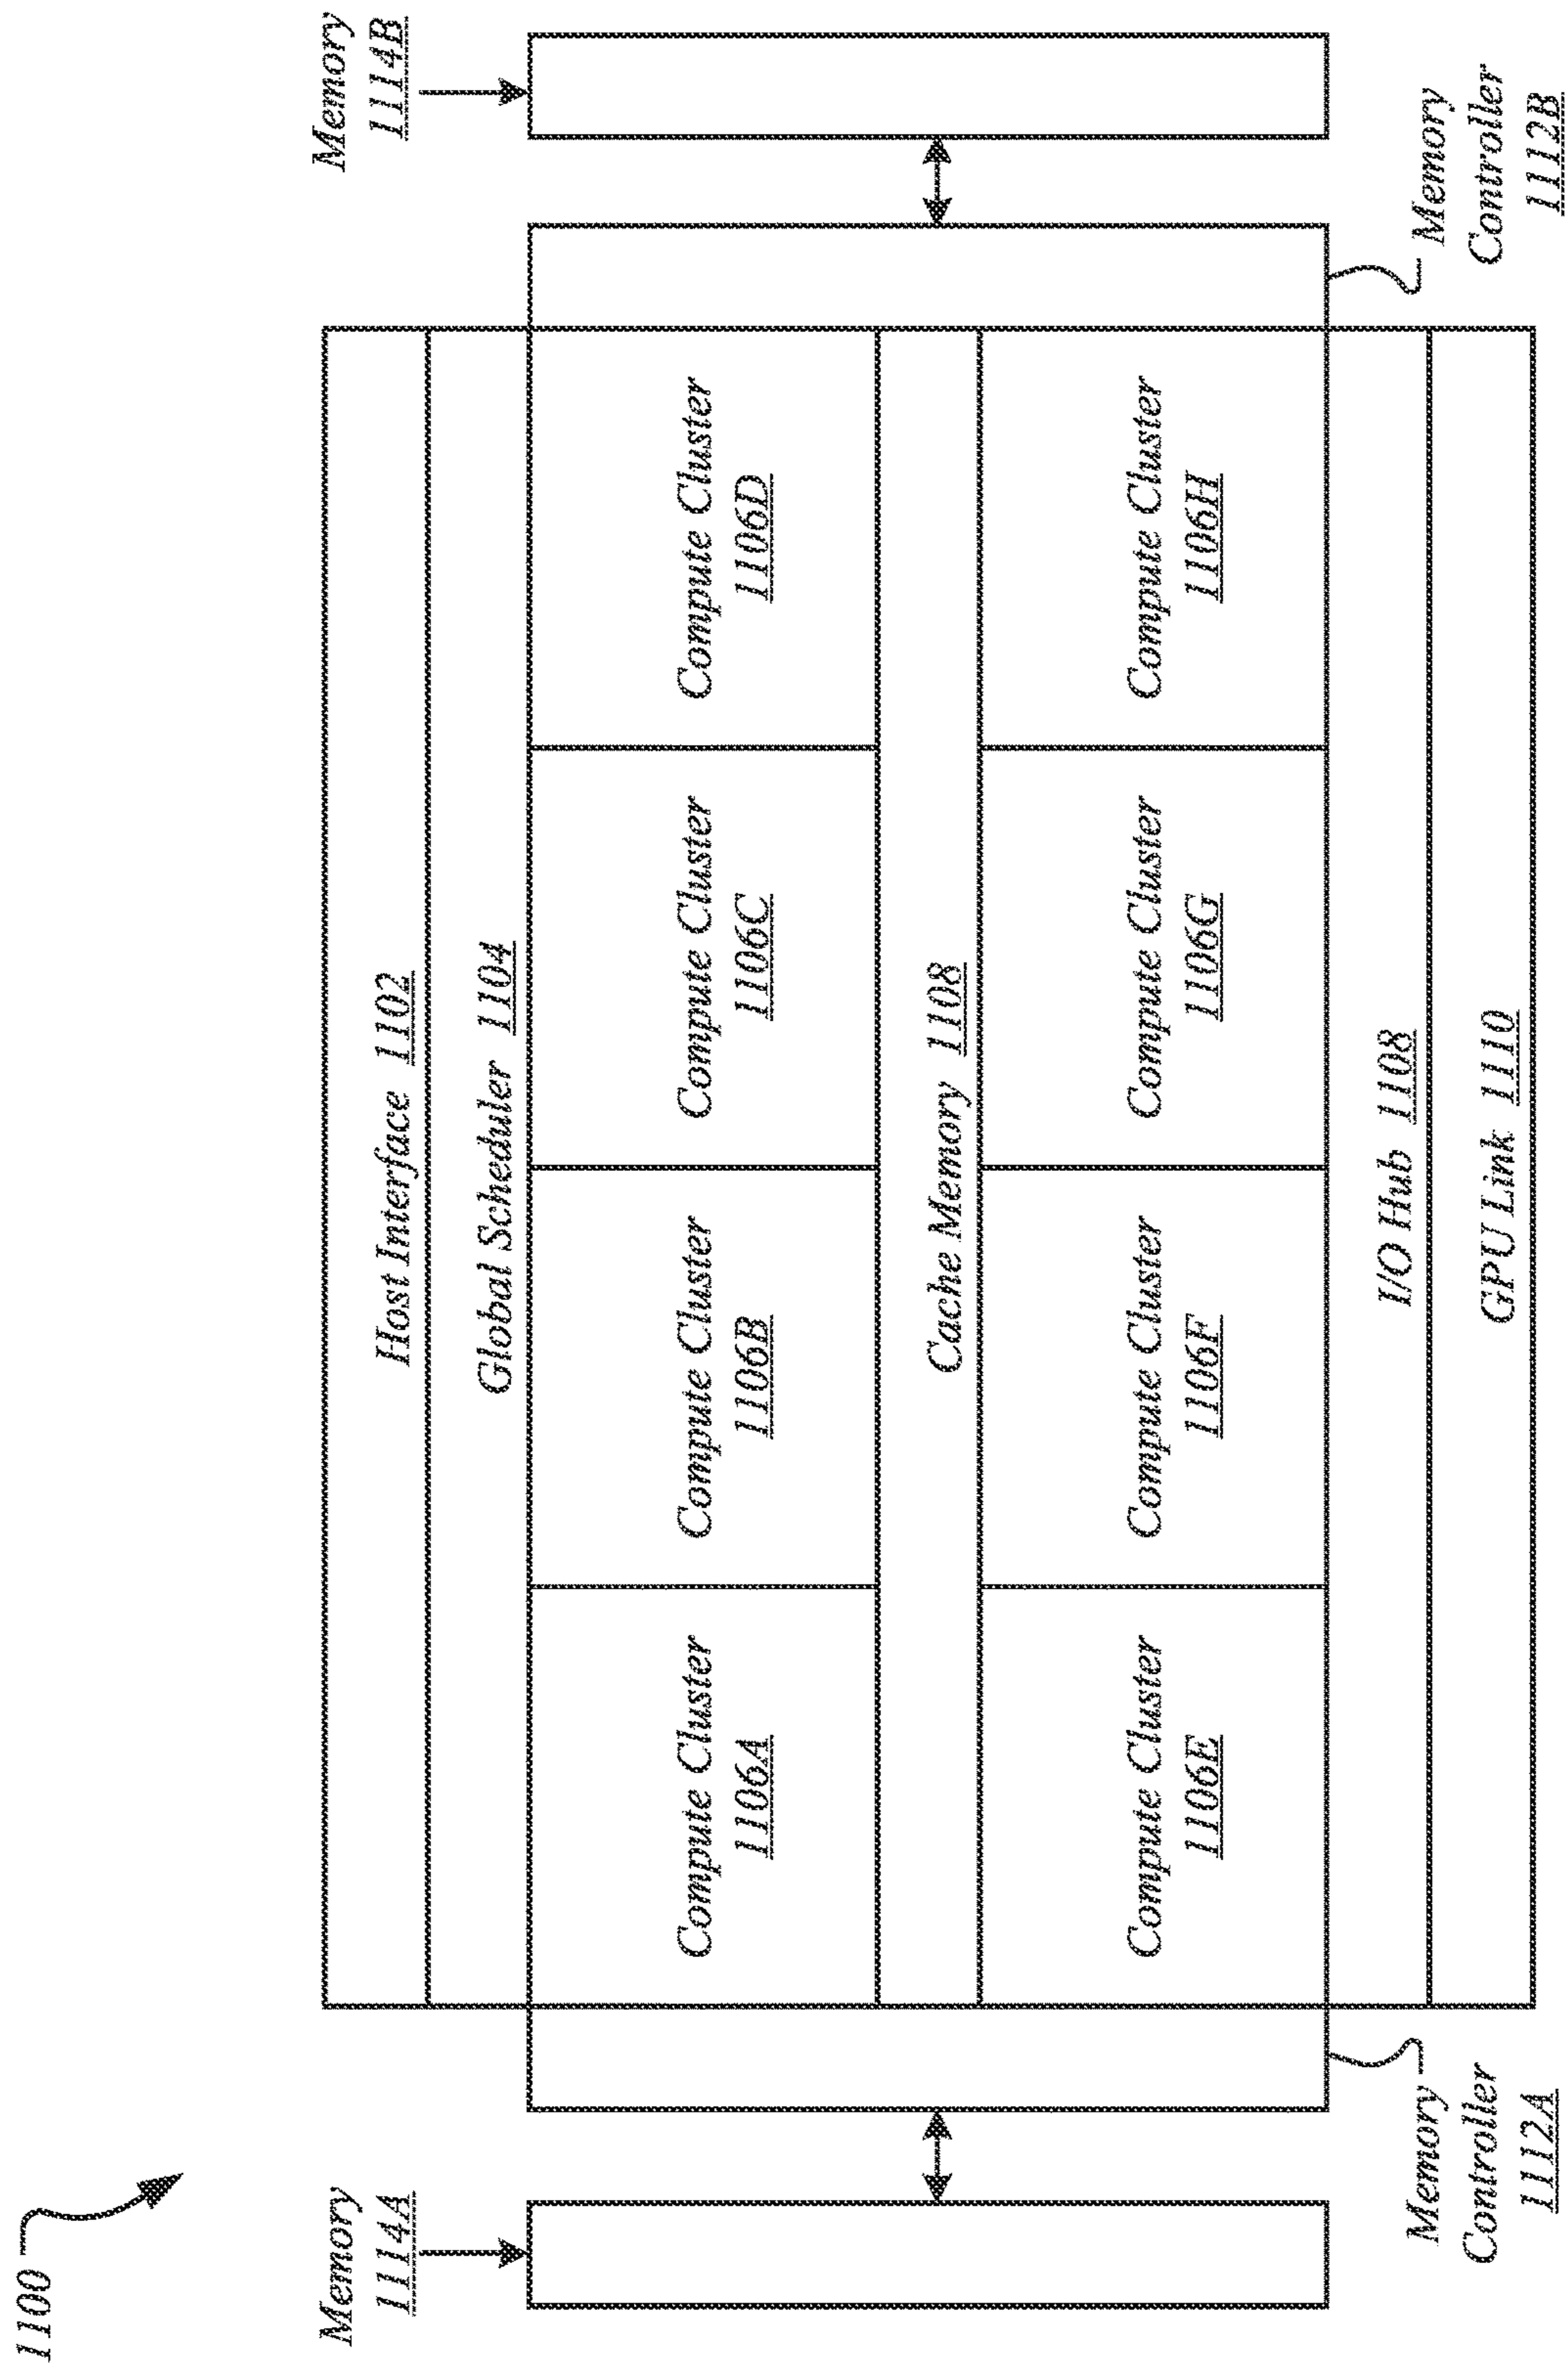 1100
Host Interface 1102
Global Scheduler 1104
Memory
1114A
Memory
1114B
Compute Cluster
1106A
Compute Cluster
1106B
Compute Cluster
1106C
Compute Cluster
1106D
Cache Memory 1108
Compute Cluster
1106E
Compute Cluster
1106F
Compute Cluster
1106G
Compute Cluster
1106H
I/O Hub 1108
GPU Link 1110
Memory
Controller
1112A
Memory
Controller
1112B